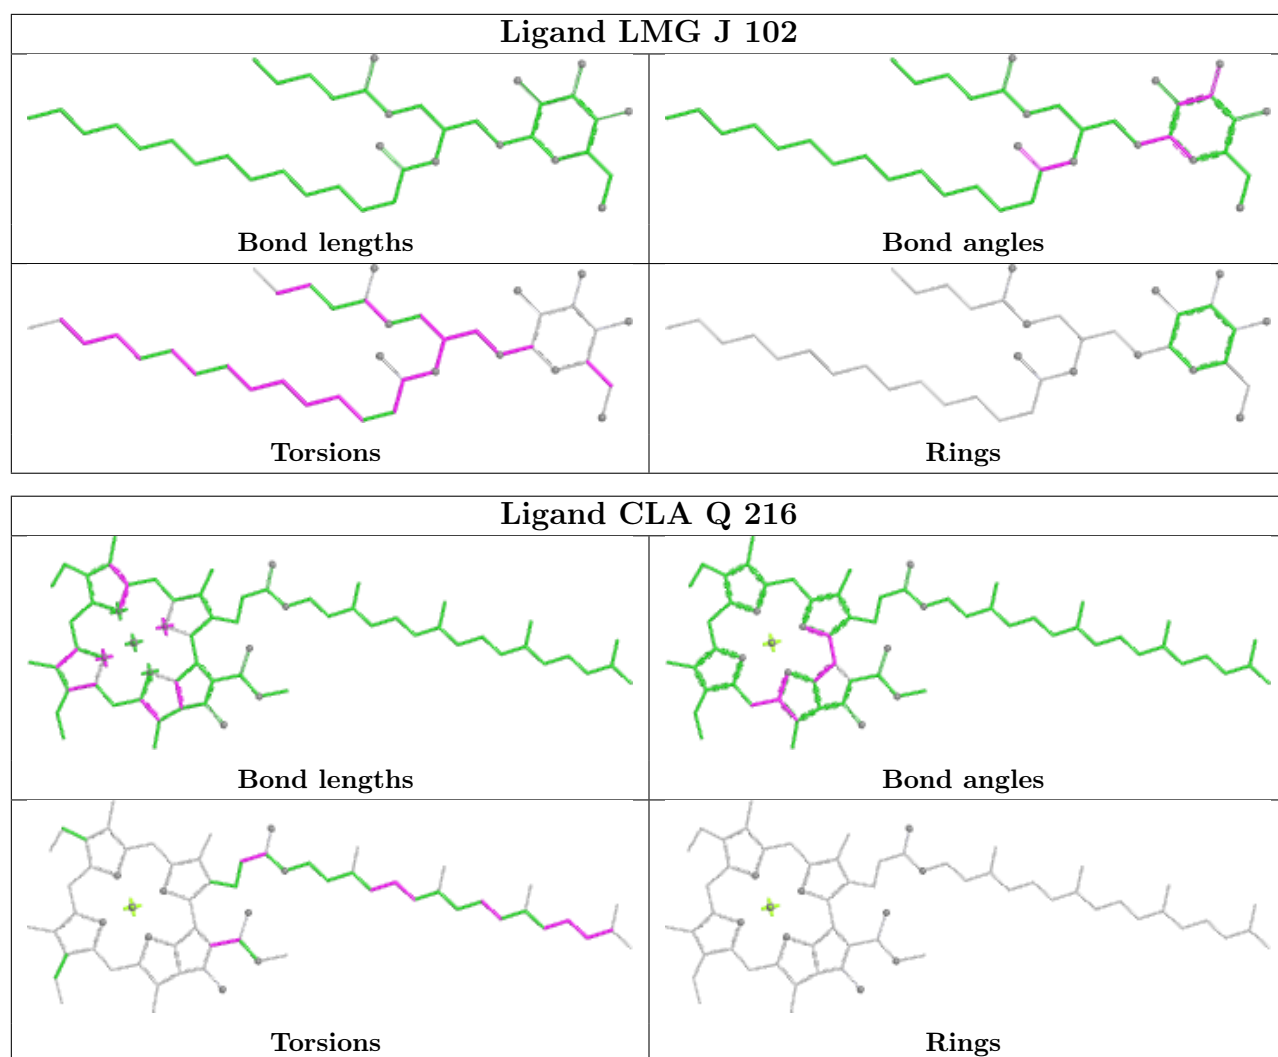 Ligand LMG J 102
Bond lengths
Bond angles
Torsions
Rings
Ligand CLA Q 216
Bond lengths
Bond angles
Torsions
Rings